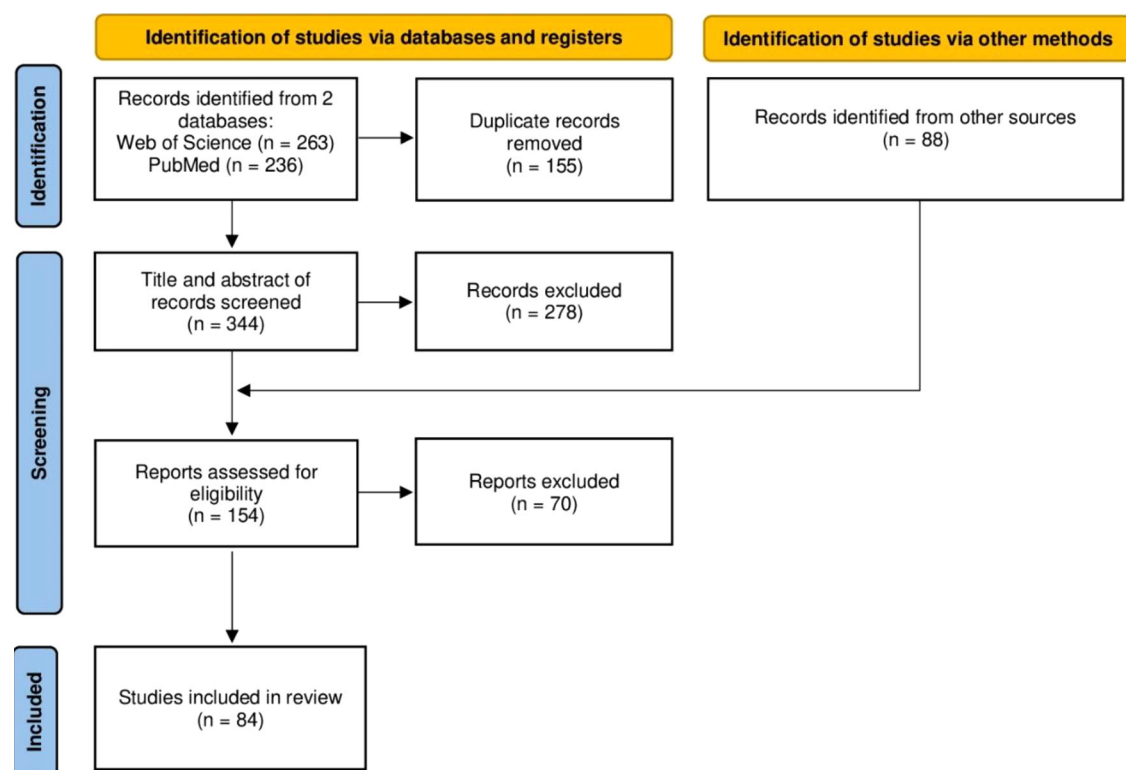 Identification of studies via databases and registers
Identification of studies via other methods
Identification
Records identified from 2
databases:
Web of Science (n = 263)
PubMed (n = 236)
Duplicate records
removed
(n = 155)
Records identified from other sources
(n = 88)
Screening
Title and abstract of
records screened
(n = 344)
Records excluded
(n = 278)
Reports assessed for
eligibility
(n = 154)
Reports excluded
(n = 70)
Included
Studies included in review
(n = 84)